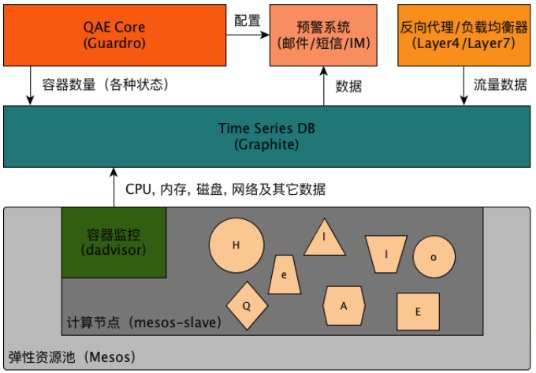 QAE Core
(Guardro)
配置
预警系统
(邮件/短信/IM)
反向代理/负载均衡器
(Layer4/Layer7)
容器数量（各种状态）
数据
流量数据
Time Series DB
(Graphite)
CPU, 内存, 磁盘, 网络及其它数据
容器监控
(dadvisor)
H
e
l
l
o
Q
A
E
计算节点（mesos-slave)
弹性资源池（Mesos）